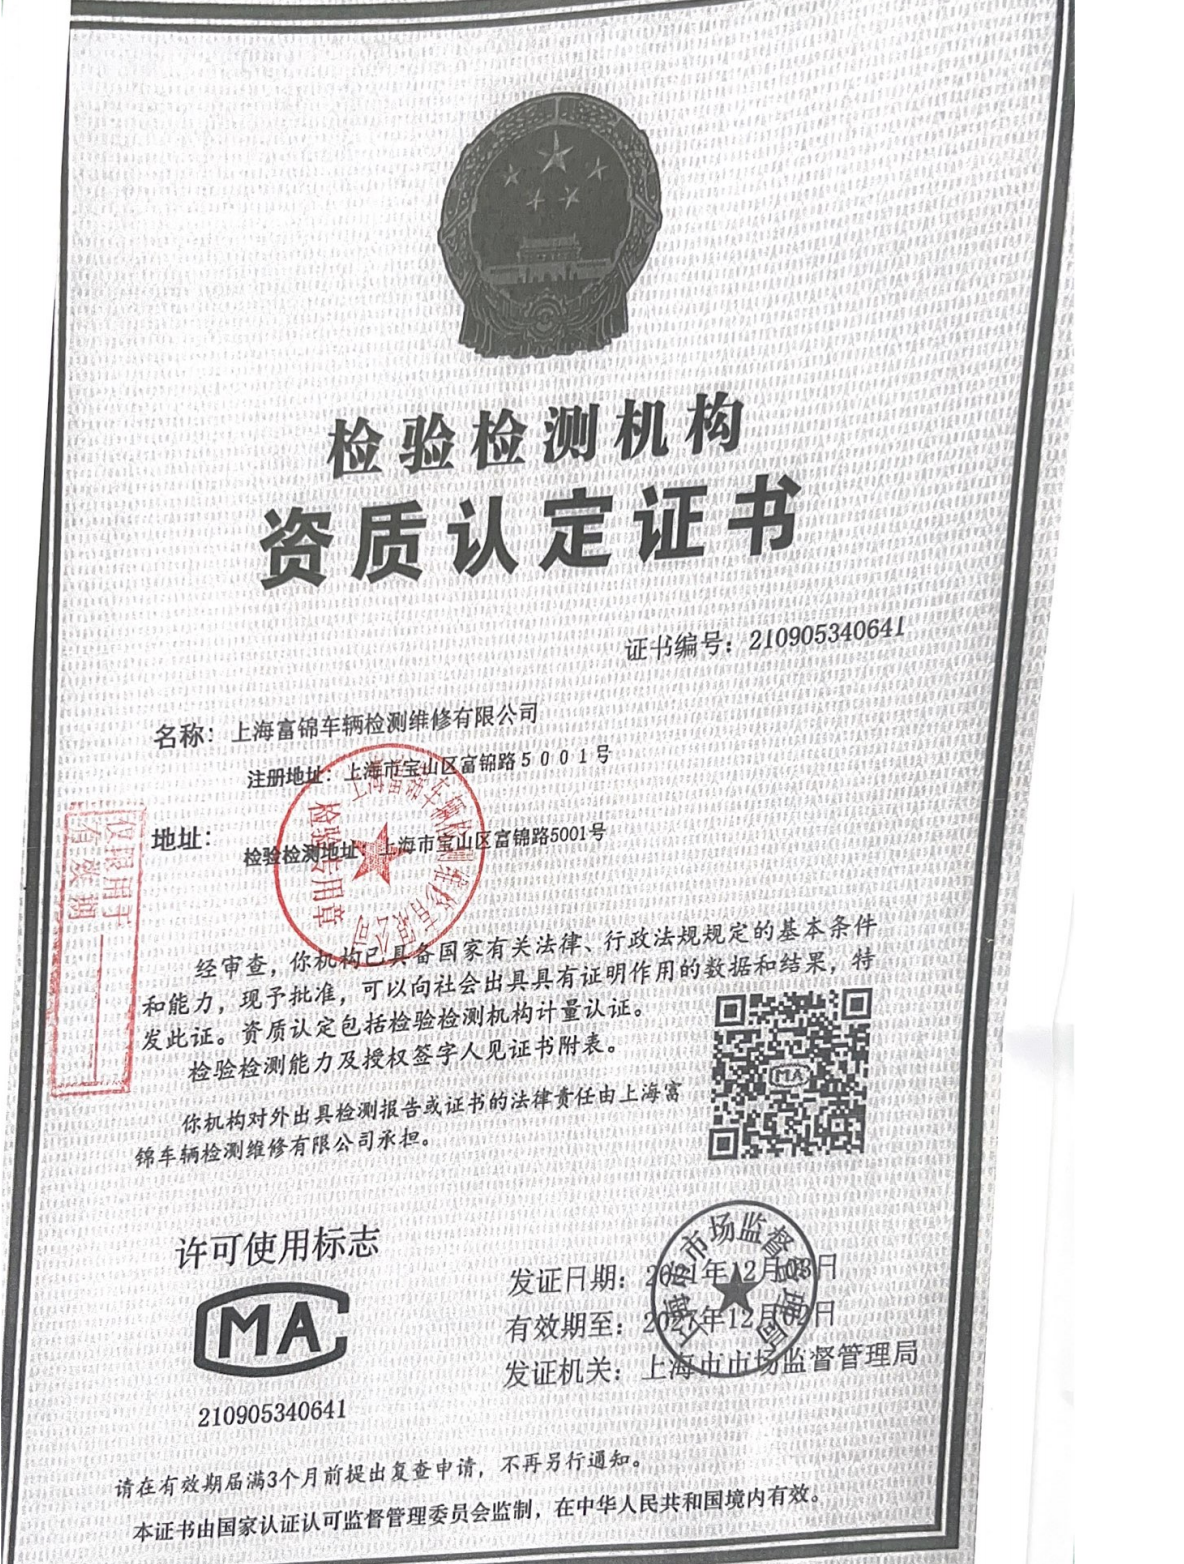 检验检测机构
资质认定证书
证书编号：210905340641
名称：上海富锦车辆检测维修有限公司
注册地址：上海市宝山区富锦路5001号
地址：
检验检测地址：上海市宝山区富锦路5001号
检验专用章
仅限用于
有效期
经审查，你机构已具备国家有关法律、行政法规规定的基本条件
和能力，现予批准，可以向社会出具具有证明作用的数据和结果，特
发此证。资质认定包括检验检测机构计量认证。
检验检测能力及授权签字人见证书附表。
你机构对外出具检测报告或证书的法律责任由上海富
锦车辆检测维修有限公司承担。
MA
许可使用标志
MA
210905340641
发证日期：2021年12月03日
有效期至：2027年12月02日
发证机关：上海市市场监督管理局
上海市市场监督管理局
请在有效期届满3个月前提出复查申请，不再另行通知。
本证书由国家认证认可监督管理委员会监制，在中华人民共和国境内有效。